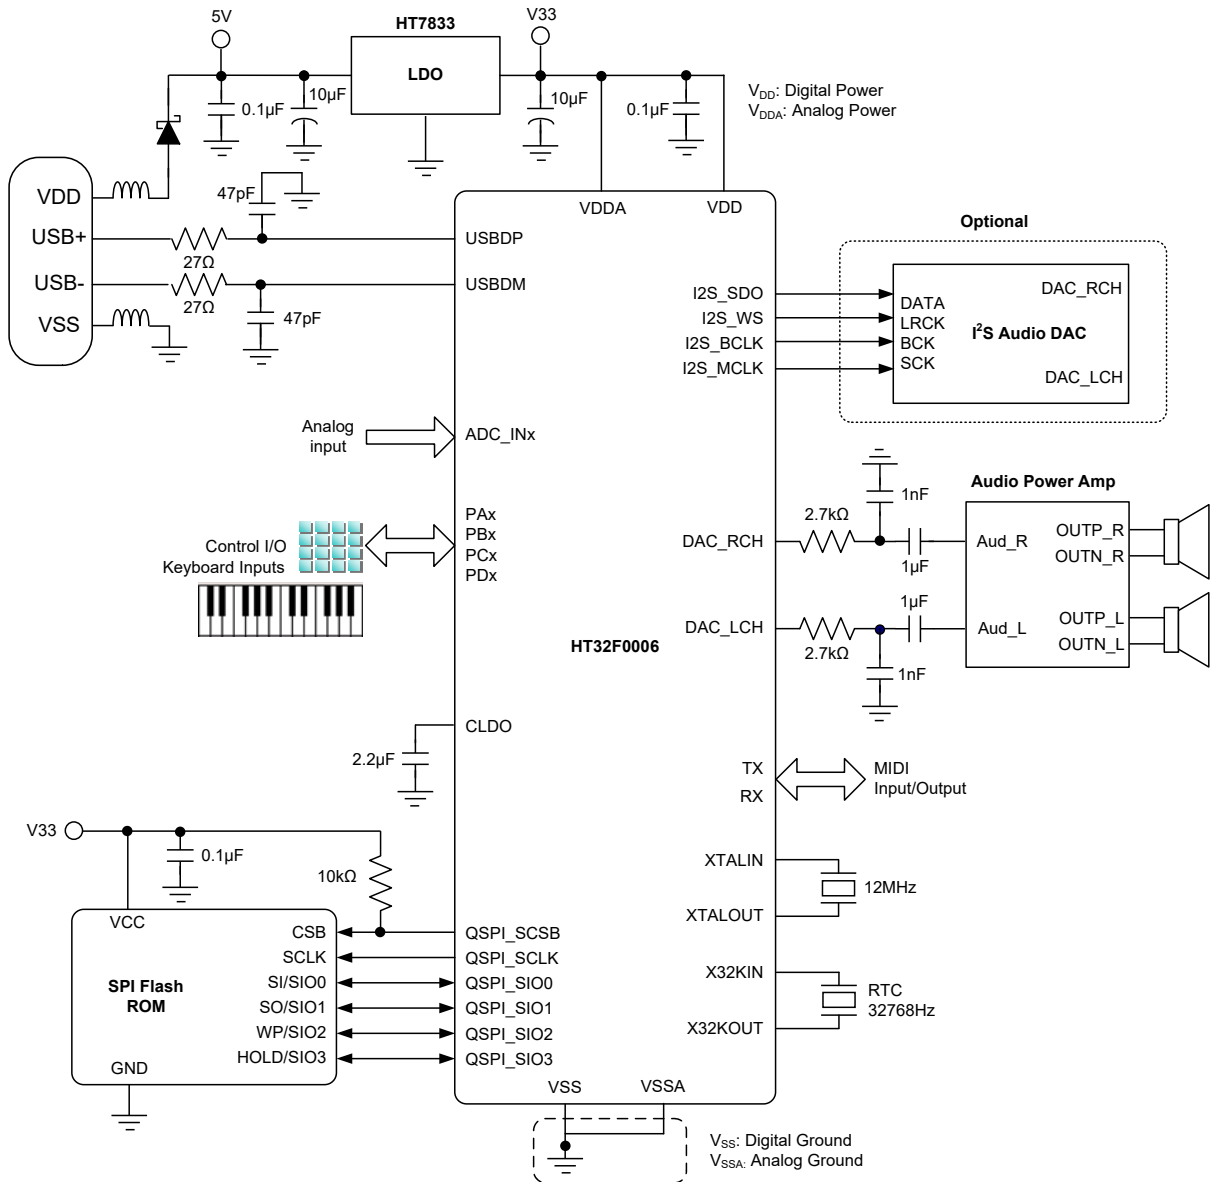 5V
HT7833
V33
LDO
0.1µF
10µF
10µF
0.1µF
V_DD: Digital Power
V_DDA: Analog Power
VDD
USB+
USB-
VSS
47pF
27Ω
27Ω
47pF
USBDP
USBDM
VDDA
VDD
Optional
I2S_SDO
I2S_WS
I2S_BCLK
I2S_MCLK
DATA
LRCK
BCK
SCK
DAC_RCH
I²S Audio DAC
DAC_LCH
Analog
input
ADC_INx
PAx
PBx
PCx
PDx
Control I/O
Keyboard Inputs
DAC_RCH
2.7kΩ
1nF
1µF
Audio Power Amp
Aud_R
OUTP_R
OUTN_R
DAC_LCH
2.7kΩ
1µF
1nF
Aud_L
OUTP_L
OUTN_L
HT32F0006
CLDO
2.2µF
TX
RX
MIDI
Input/Output
V33
0.1µF
10kΩ
XTALIN
12MHz
XTALOUT
VCC
SPI Flash
ROM
GND
CSB
SCLK
SI/SIO0
SO/SIO1
WP/SIO2
HOLD/SIO3
QSPI_SCSB
QSPI_SCLK
QSPI_SIO0
QSPI_SIO1
QSPI_SIO2
QSPI_SIO3
X32KIN
RTC
32768Hz
X32KOUT
VSS
VSSA
V_SS: Digital Ground
V_SSA: Analog Ground